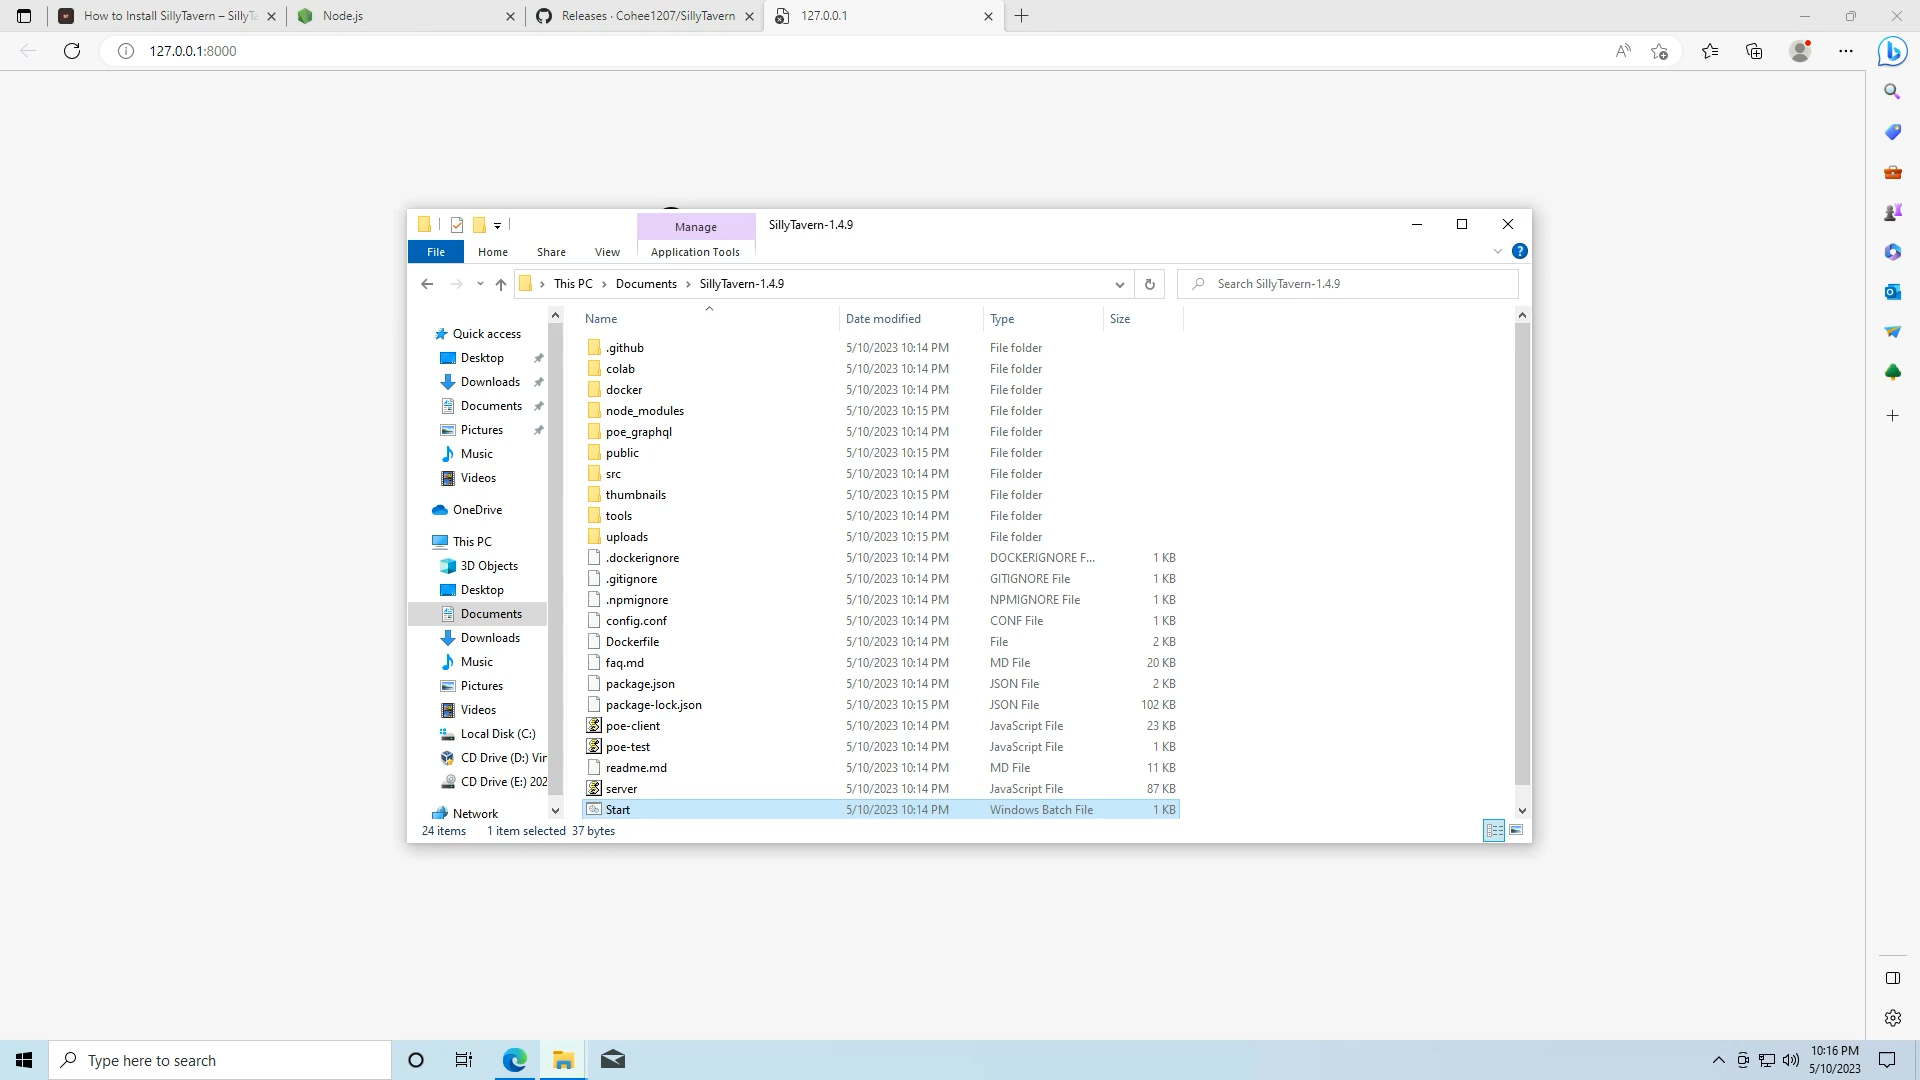 How to Install SillyTavern – SillyTa
Node.js
Releases · Cohee1207/SillyTavern
127.0.0.1
127.0.0.1:8000
Manage
SillyTavern-1.4.9
File
Home
Share
View
Application Tools
This PC
Documents
SillyTavern-1.4.9
Search SillyTavern-1.4.9
Quick access
Desktop
Downloads
Documents
Pictures
Music
Videos
OneDrive
This PC
3D Objects
Desktop
Documents
Downloads
Music
Pictures
Videos
Local Disk (C:)
CD Drive (D:) Vir
CD Drive (E:) 202
Network
Name Date modified Type Size
.github 5/10/2023 10:14 PM File folder
colab 5/10/2023 10:14 PM File folder
docker 5/10/2023 10:14 PM File folder
node_modules 5/10/2023 10:15 PM File folder
poe_graphql 5/10/2023 10:14 PM File folder
public 5/10/2023 10:15 PM File folder
src 5/10/2023 10:14 PM File folder
thumbnails 5/10/2023 10:15 PM File folder
tools 5/10/2023 10:14 PM File folder
uploads 5/10/2023 10:15 PM File folder
.dockerignore 5/10/2023 10:14 PM DOCKERIGNORE F... 1 KB
.gitignore 5/10/2023 10:14 PM GITIGNORE File 1 KB
.npmignore 5/10/2023 10:14 PM NPMIGNORE File 1 KB
config.conf 5/10/2023 10:14 PM CONF File 1 KB
Dockerfile 5/10/2023 10:14 PM File 2 KB
faq.md 5/10/2023 10:14 PM MD File 20 KB
package.json 5/10/2023 10:14 PM JSON File 2 KB
package-lock.json 5/10/2023 10:15 PM JSON File 102 KB
poe-client 5/10/2023 10:14 PM JavaScript File 23 KB
poe-test 5/10/2023 10:14 PM JavaScript File 1 KB
readme.md 5/10/2023 10:14 PM MD File 11 KB
server 5/10/2023 10:14 PM JavaScript File 87 KB
Start 5/10/2023 10:14 PM Windows Batch File 1 KB
24 items 1 item selected 37 bytes
Type here to search
10:16 PM
5/10/2023